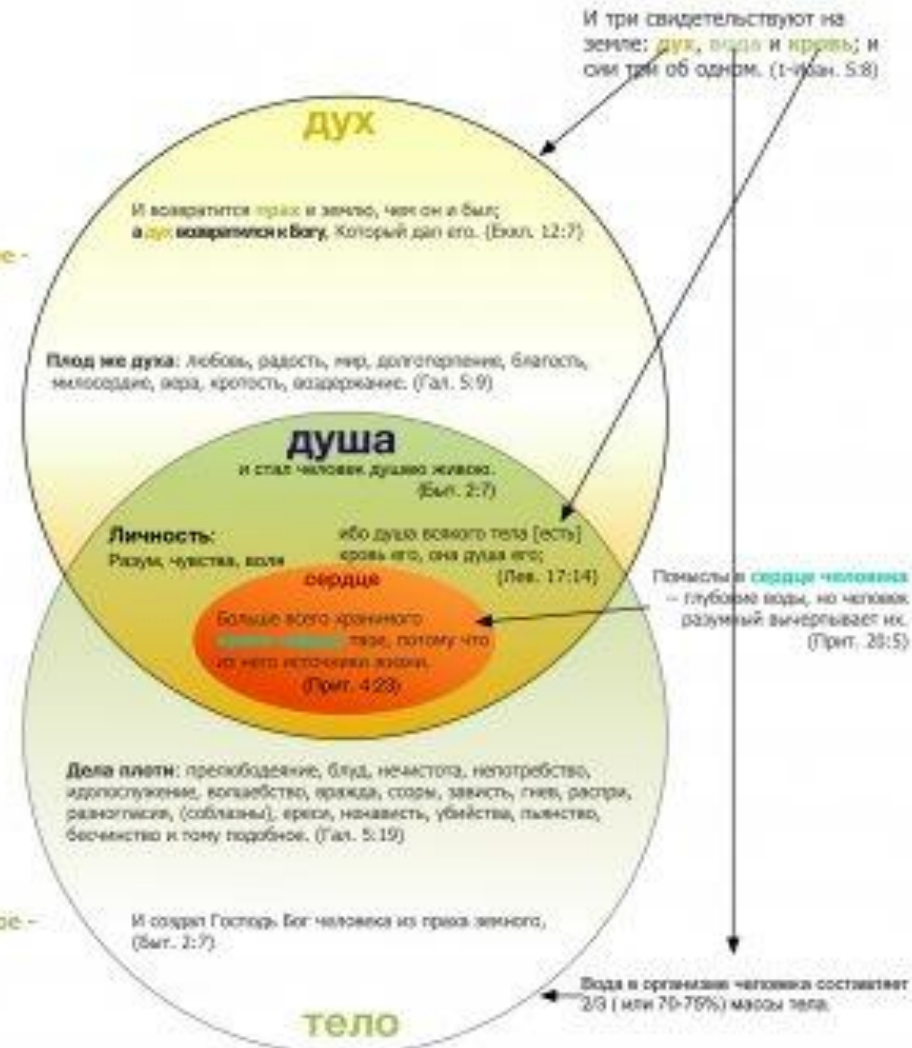 И три свидетельствуют на
земле: дух, вода и кровь; и
сии три об одном. (1-Иоан. 5:8)
дух
И возвратится прах в землю, чем он и был;
а дух возвратился к Богу, Который дал его. (Еккл. 12:7)
е -
Плод же духа: любовь, радость, мир, долготерпение, благость,
милосердие, вера, кротость, воздержание. (Гал. 5:9)
душа
и стал человек душею живою.
(Быт. 2:7)
Личность:
Разум, чувства, воля
ибо душа всякого тела [есть]
кровь его, она душа его;
(Лев. 17:14)
сердце
Больше всего хранимого
твое, потому что
из него источники жизни.
(Прит. 4:23)
Помыслы в сердце человека
– глубокие воды, но человек
разумный вычерпывает их.
(Прит. 20:5)
Дела плоти: прелюбодеяние, блуд, нечистота, непотребство,
идолослужение, волшебство, вражда, ссоры, зависть, гнев, распри,
разногласия, (соблазны), ереси, ненависть, убийства, пьянство,
бесчинство и тому подобное. (Гал. 5:19)
ое -
И создал Господь Бог человека из праха земного,
(Быт. 2:7)
Вода в организме человека составляет
2/3 ( или 70-75%) массы тела.
тело